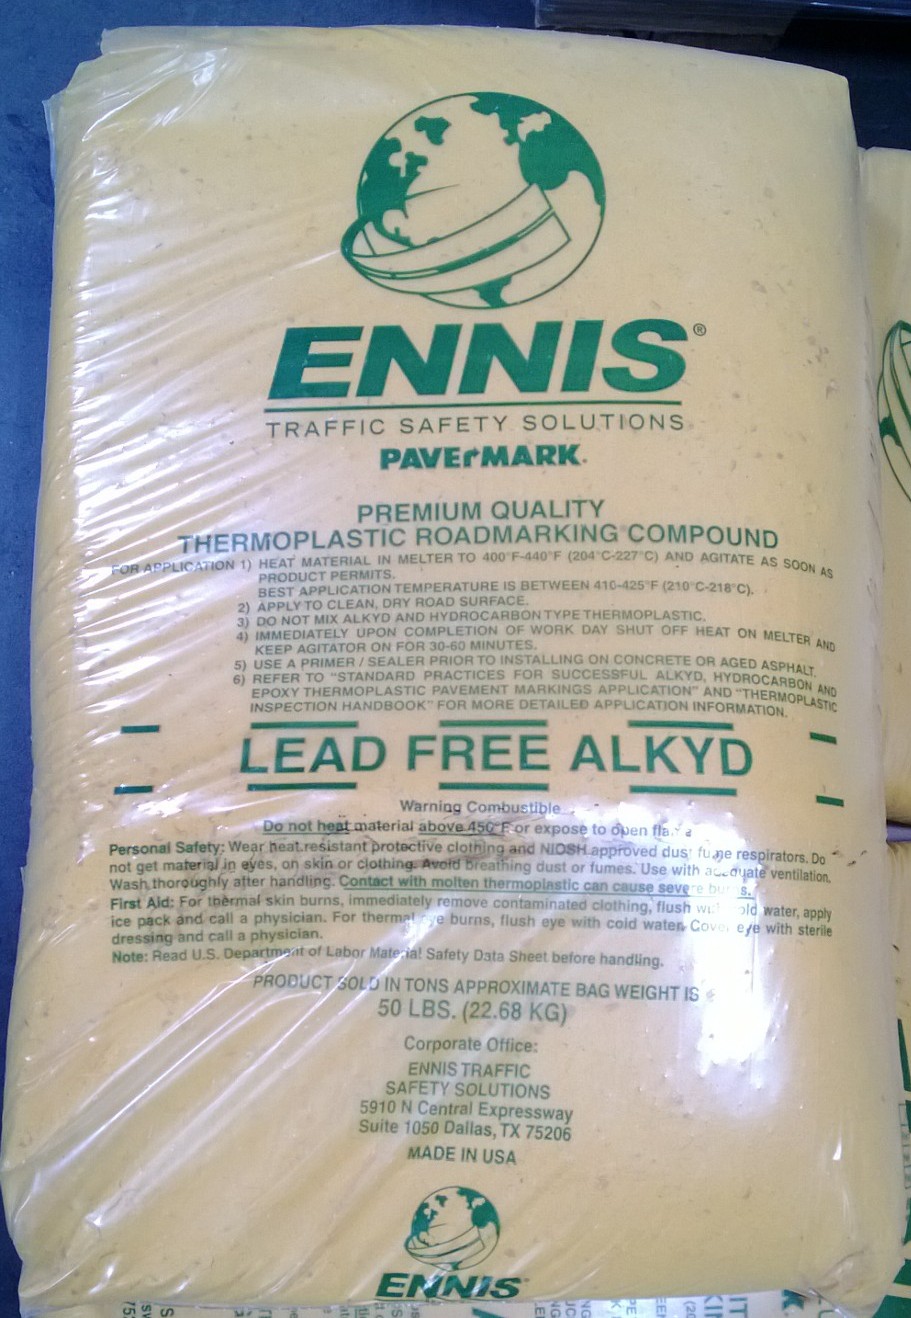 ENNIS®
TRAFFIC SAFETY SOLUTIONS
PAVErMARK.
PREMIUM QUALITY
THERMOPLASTIC ROADMARKING COMPOUND
FOR APPLICATION 1) HEAT MATERIAL IN MELTER TO 400°F-440°F (204°C-227°C) AND AGITATE AS SOON AS
PRODUCT PERMITS.
BEST APPLICATION TEMPERATURE IS BETWEEN 410-425°F (210°C-218°C).
2) APPLY TO CLEAN, DRY ROAD SURFACE.
3) DO NOT MIX ALKYD AND HYDROCARBON TYPE THERMOPLASTIC.
4) IMMEDIATELY UPON COMPLETION OF WORK DAY SHUT OFF HEAT ON MELTER AND
KEEP AGITATOR ON FOR 30-60 MINUTES.
5) USE A PRIMER / SEALER PRIOR TO INSTALLING ON CONCRETE OR AGED ASPHALT.
6) REFER TO "STANDARD PRACTICES FOR SUCCESSFUL ALKYD, HYDROCARBON AND
EPOXY THERMOPLASTIC PAVEMENT MARKINGS APPLICATION" AND "THERMOPLASTIC
INSPECTION HANDBOOK" FOR MORE DETAILED APPLICATION INFORMATION.
LEAD FREE ALKYD
Warning Combustible
Do not heat material above 450°F or expose to open
Personal Safety: Wear heat resistant protective clothing and NIOSH approved dust fume respirators. Do
not get material in eyes, on skin or clothing. Avoid breathing dust or fumes. Use with adequate ventilation.
Wash thoroughly after handling. Contact with molten thermoplastic can cause severe burns.
First Aid: For thermal skin burns, immediately remove contaminated clothing, flush with cold water, apply
ice pack and call a physician. For thermal eye burns, flush eye with cold water. Cover eye with sterile
dressing and call a physician.
Note: Read U.S. Department of Labor Material Safety Data Sheet before handling.
PRODUCT SOLD IN TONS APPROXIMATE BAG WEIGHT IS
50 LBS. (22.68 KG)
Corporate Office:
ENNIS TRAFFIC
SAFETY SOLUTIONS
5910 N Central Expressway
Suite 1050 Dallas, TX 75206
MADE IN USA
ENNIS